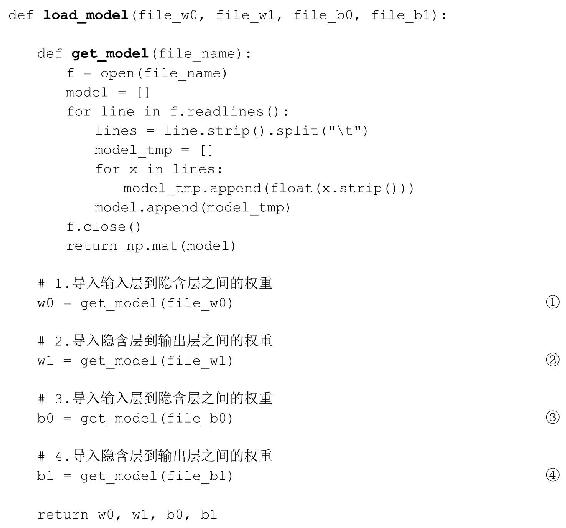 def load_model(file_w0, file_w1, file_b0, file_b1):
def get_model(file_name):
f = open(file_name)
model = []
for line in f.readlines():
lines = line.strip().split("\t")
model_tmp = []
for x in lines:
model_tmp.append(float(x.strip()))
model.append(model_tmp)
f.close()
return np.mat(model)
# 1.导入输入层到隐含层之间的权重
w0 = get_model(file_w0) ①
# 2.导入隐含层到输出层之间的权重
w1 = get_model(file_w1) ②
# 3.导入输入层到隐含层之间的权重
b0 = get_model(file_b0) ③
# 4.导入隐含层到输出层之间的权重
b1 = get_model(file_b1) ④
return w0, w1, b0, b1